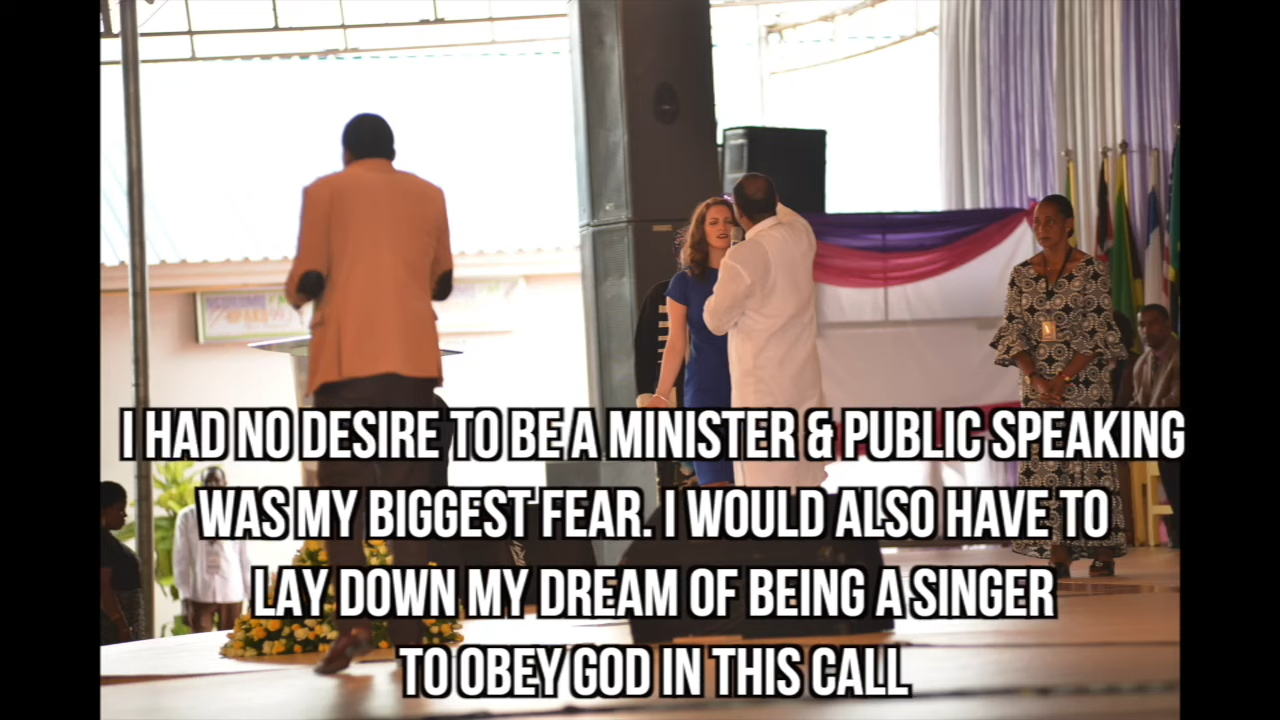 I HAD NO DESIRE TO BE A MINISTER & PUBLIC SPEAKING
WAS MY BIGGEST FEAR. I WOULD ALSO HAVE TO
LAY DOWN MY DREAM OF BEING A SINGER
TO OBEY GOD IN THIS CALL